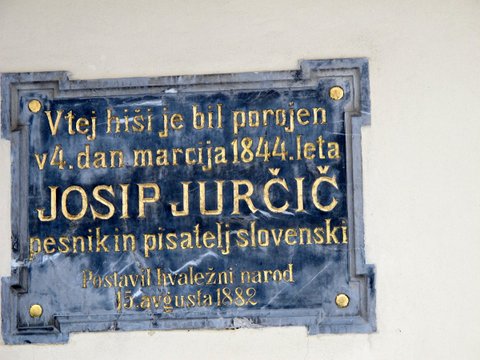 V tej hiši je bil porojen
v 4. dan marcija 1844. leta
JOSIP JURČIČ
pesnik in pisatelj slovenski
Postavil hvaležni narod
15. avgusta 1882